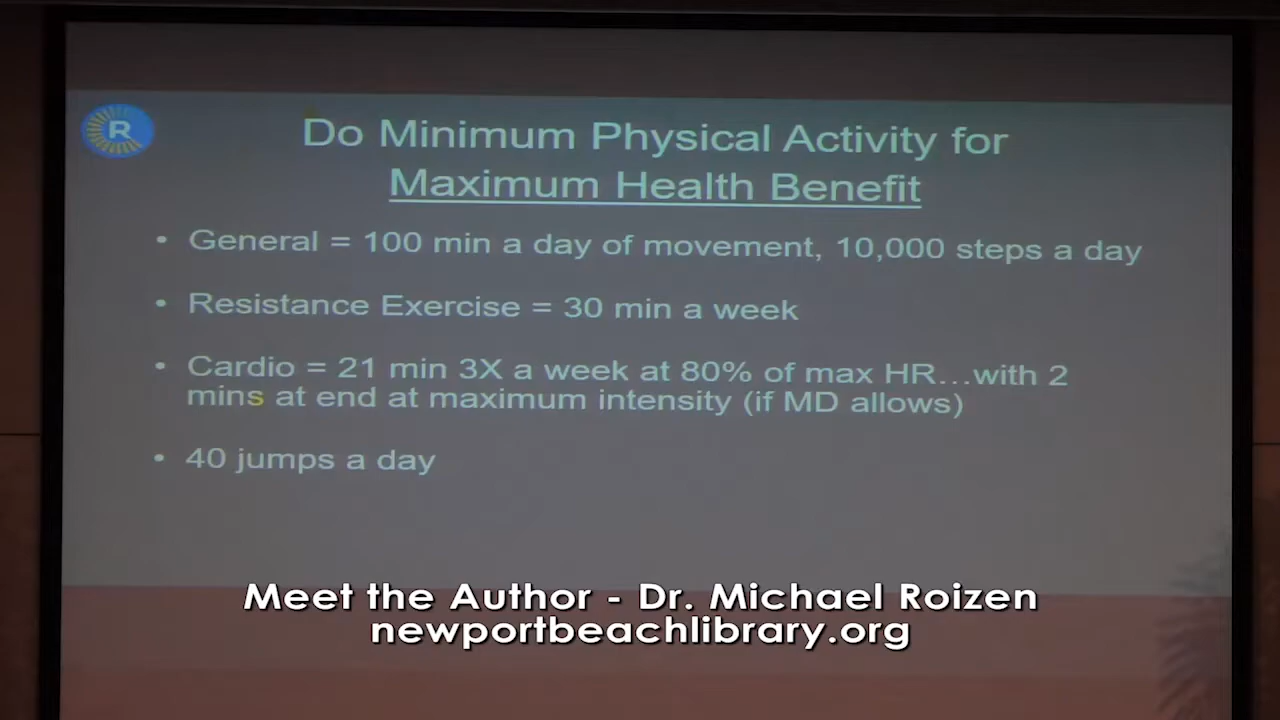 R
Do Minimum Physical Activity for
Maximum Health Benefit
• General = 100 min a day of movement, 10,000 steps a day
• Resistance Exercise = 30 min a week
• Cardio = 21 min 3X a week at 80% of max HR...with 2
mins at end at maximum intensity (if MD allows)
• 40 jumps a day
Meet the Author - Dr. Michael Roizen
newportbeachlibrary.org